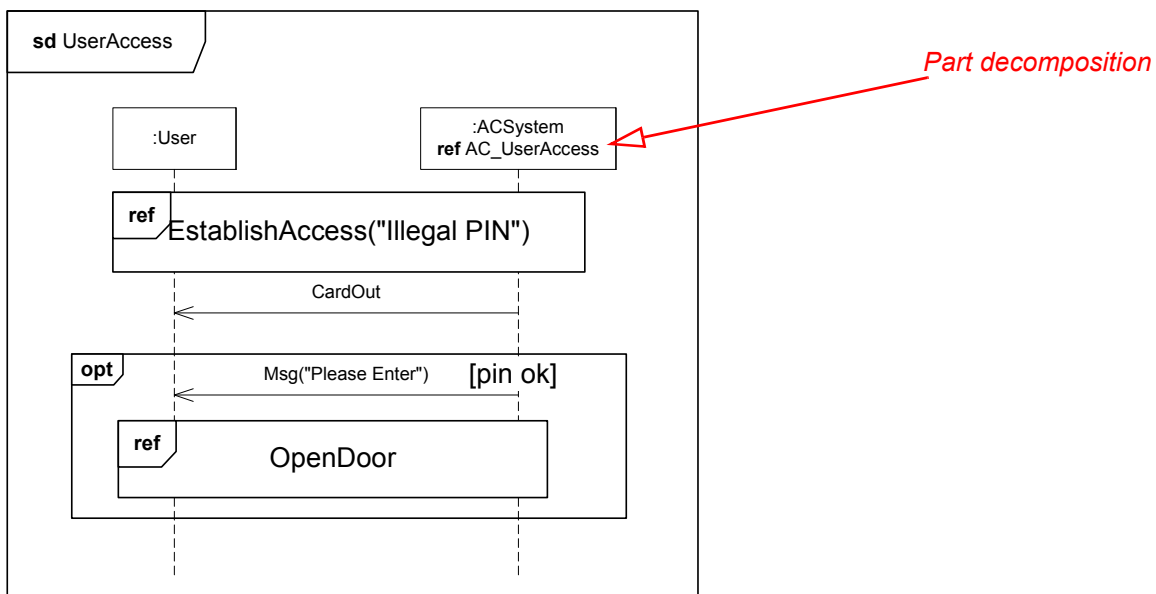 sd UserAccess
Part decomposition
:User
:ACSystem
ref AC_UserAccess
ref
EstablishAccess("Illegal PIN")
CardOut
opt
Msg("Please Enter")
[pin ok]
ref
OpenDoor